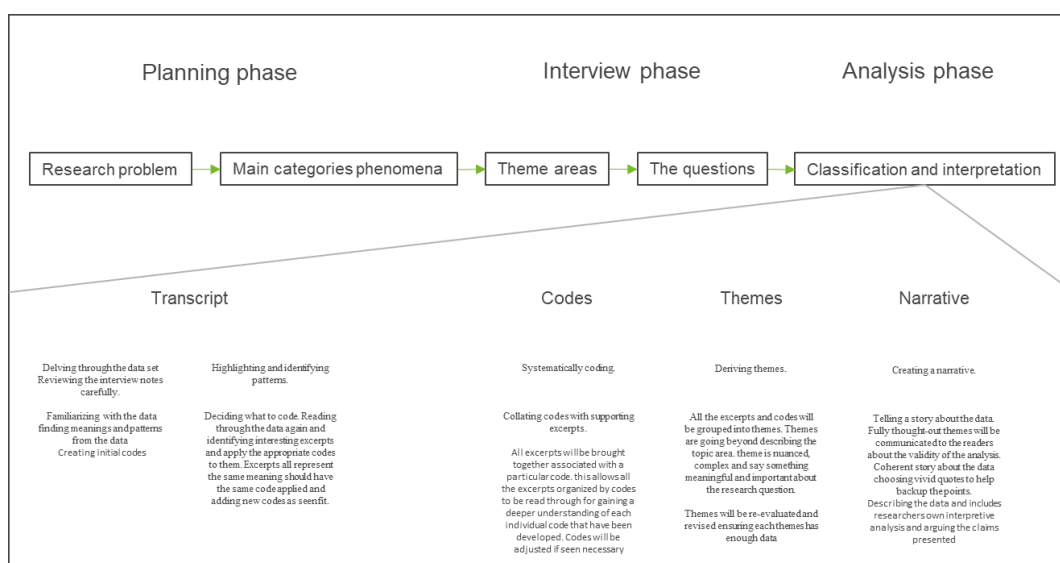 Planning phase
Interview phase
Analysis phase
Research problem
Main categories phenomena
Theme areas
The questions
Classification and interpretation
Transcript
Codes
Themes
Narrative
Delving through the data set
Reviewing the interview notes
carefully.
Familiarizing with the data
finding meanings and patterns
from the data
Creating initial codes
Highlighting and identifying
patterns.
Deciding what to code. Reading
through the data again and
identifying interesting excerpts
and apply the appropriate codes
to them. Excerpts all represent
the same meaning should have
the same code applied and
adding new codes as seen fit.
Systematically coding.
Collating codes with supporting
excerpts.
All excerpts will be brought
together associated with a
particular code. this allows all
the excerpts organized by codes
to be read through for gaining a
deeper understanding of each
individual code that have been
developed. Codes will be
adjusted if seen necessary
Deriving themes.
All the excerpts and codes will
be grouped into themes. Themes
are going beyond describing the
topic area. theme is nuanced,
complex and say something
meaningful and important about
the research question.
Themes will be re-evaluated and
revised ensuring each themes has
enough data
Creating a narrative.
Telling a story about the data.
Fully thought-out themes will be
communicated to the readers
about the validity of the analysis.
Coherent story about the data
choosing vivid quotes to help
backup the points.
Describing the data and includes
researchers own interpretive
analysis and arguing the claims
presented